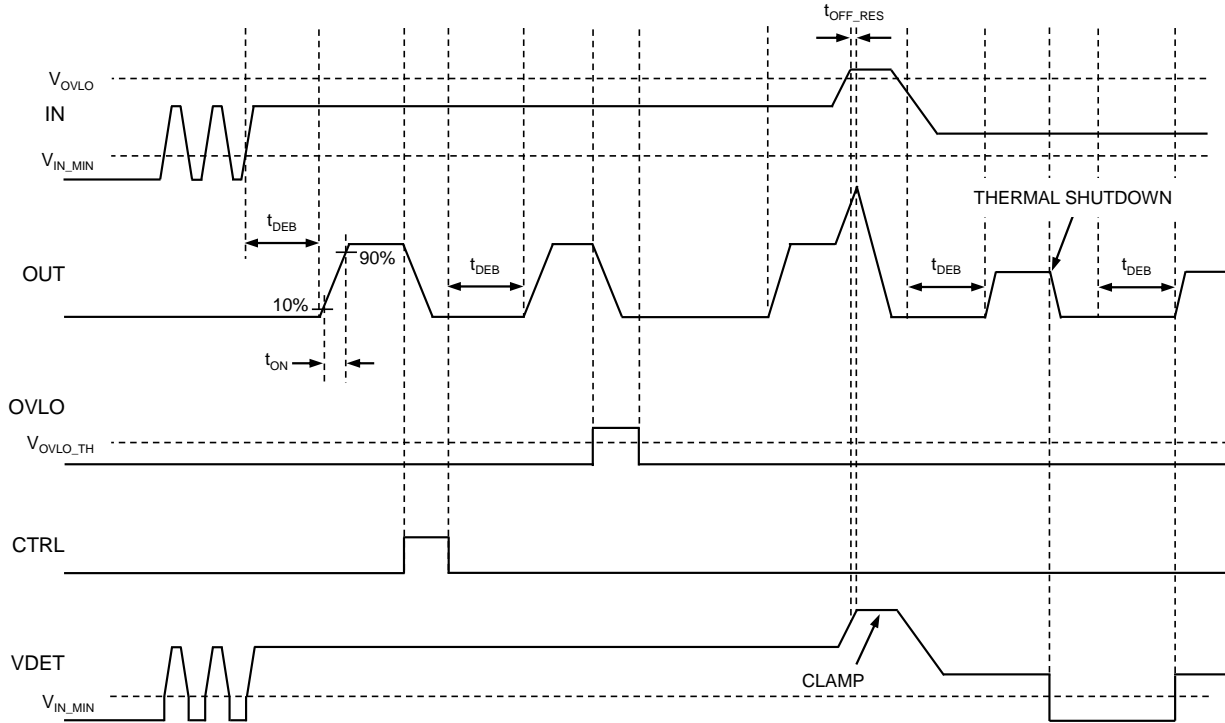 tOFF_RES
VOVLO
IN
VIN_MIN
THERMAL SHUTDOWN
tDEB
90%
OUT
tDEB
tDEB
tDEB
10%
tON
OVLO
VOVLO_TH
CTRL
VDET
CLAMP
VIN_MIN